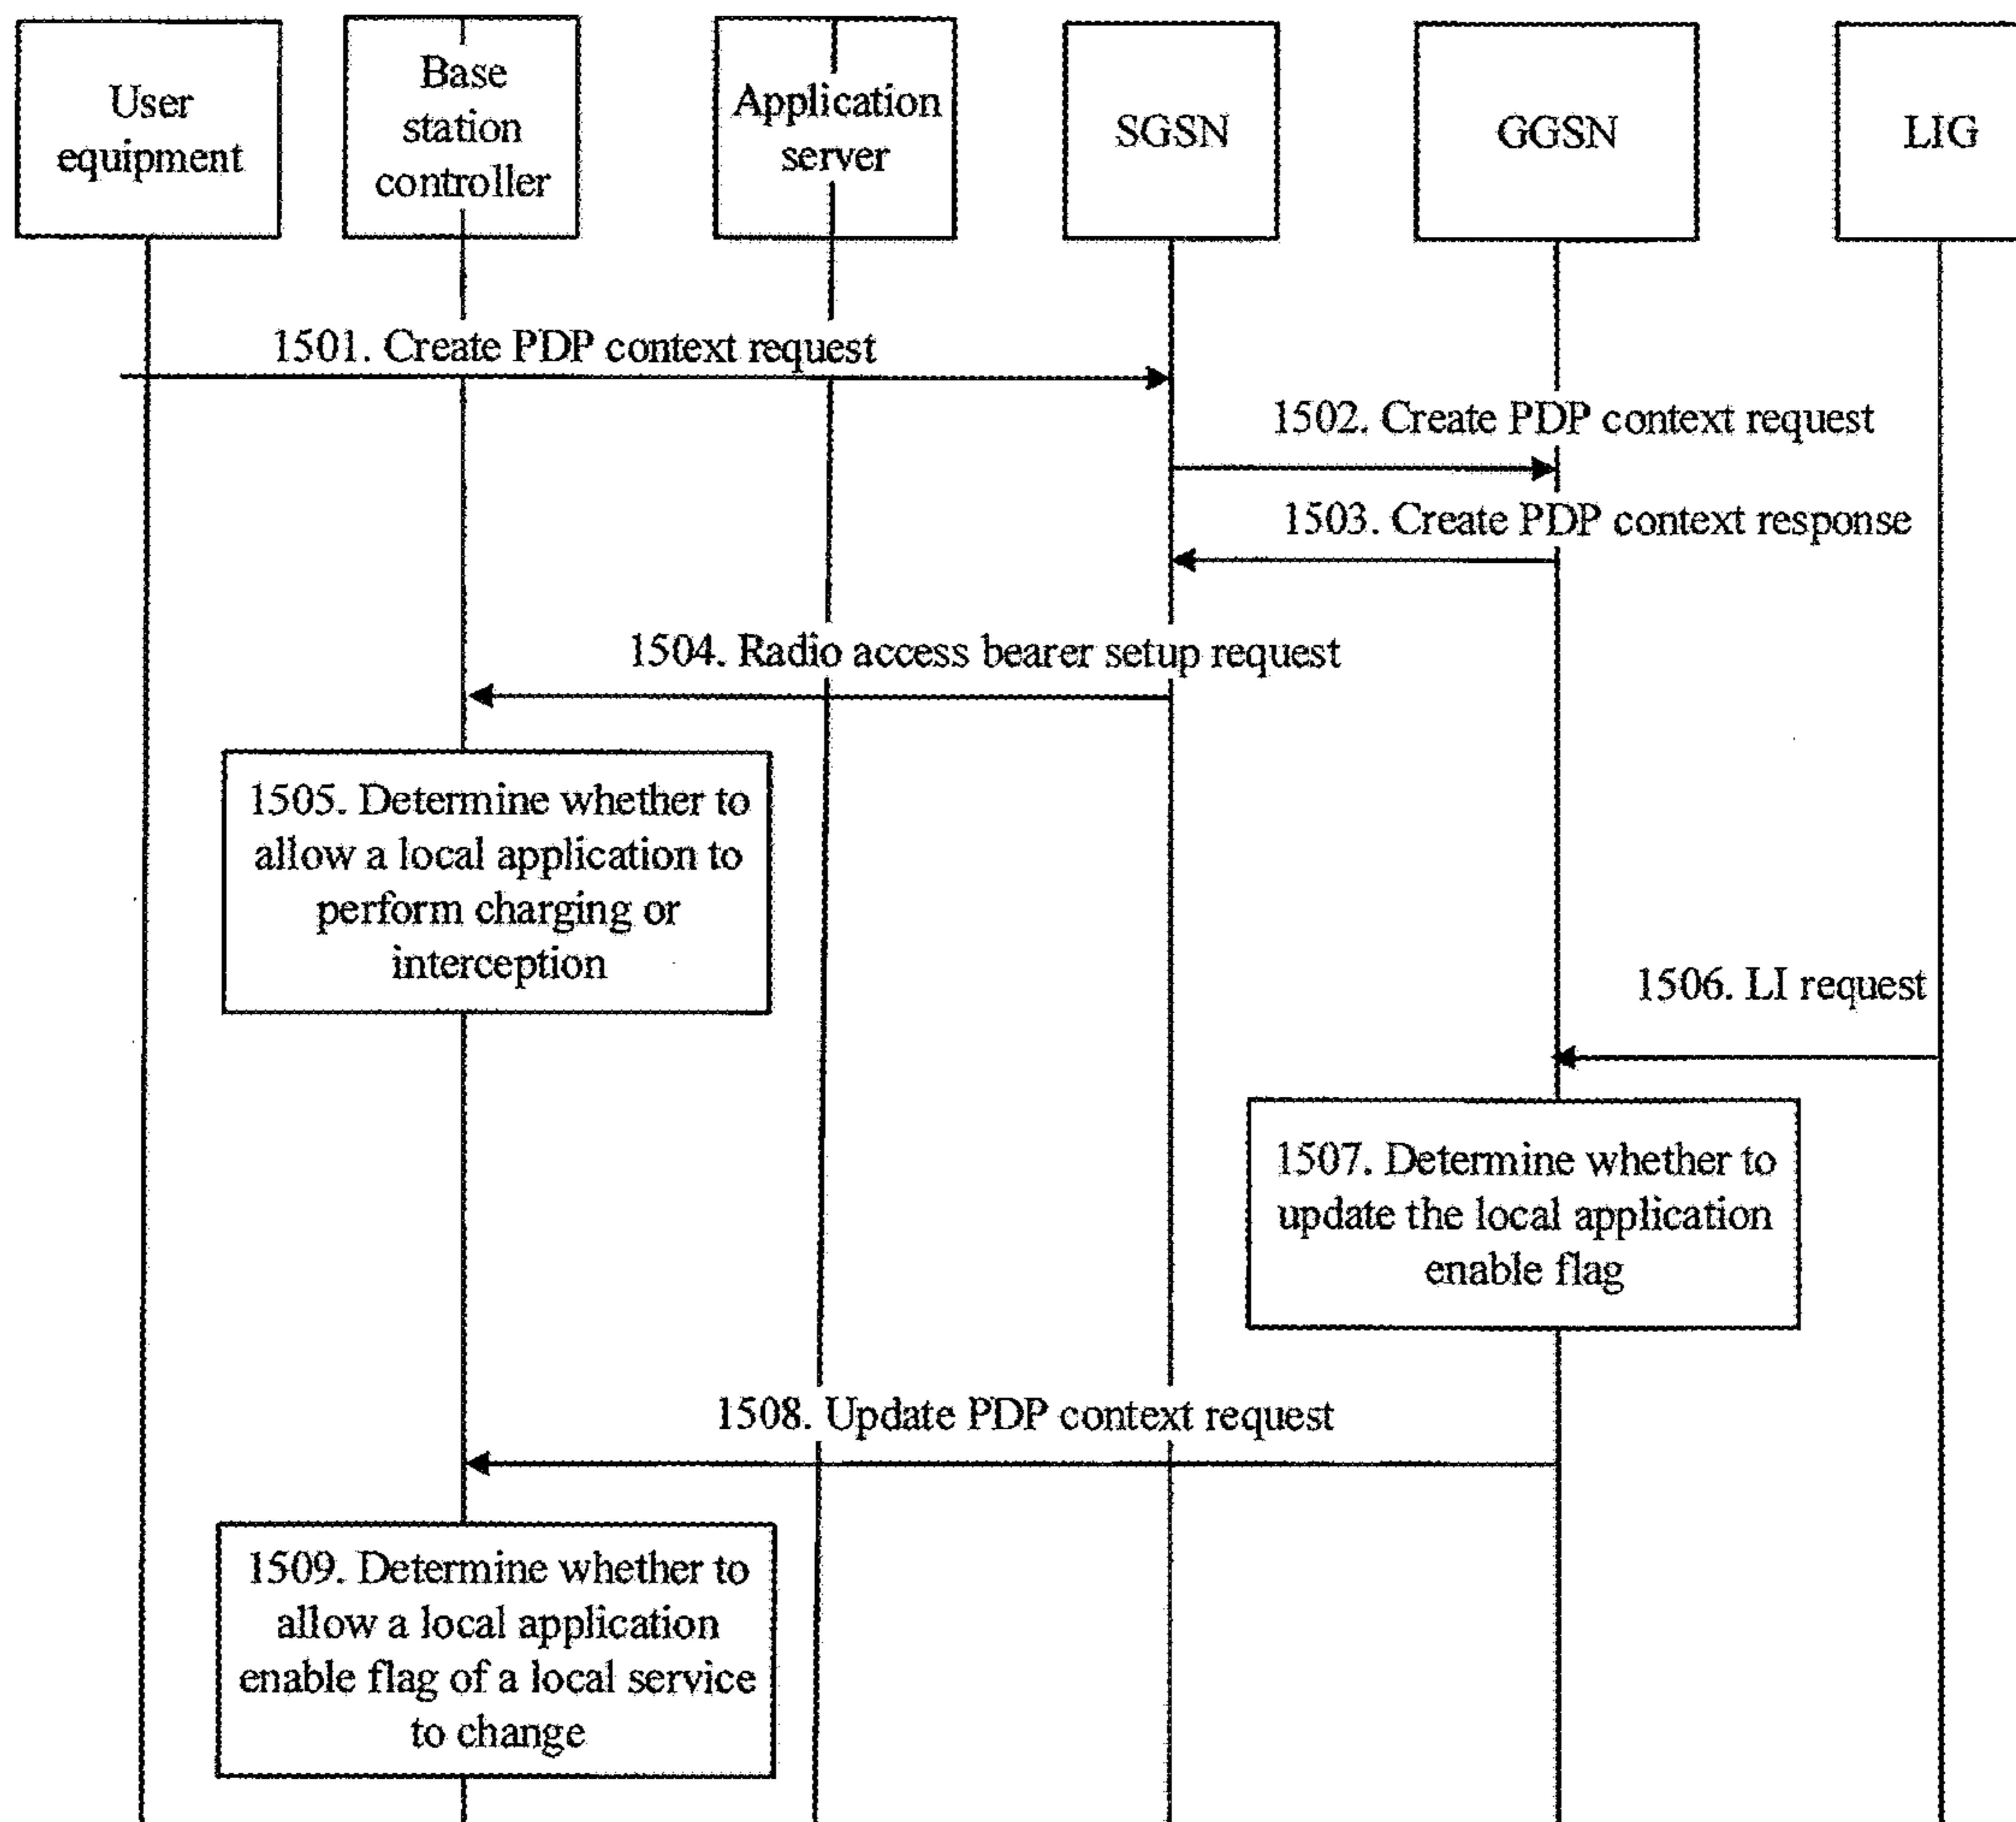 User
equipment
Base
station
controller
Application
server
SGSN
GGSN
LIG
1501. Create PDP context request
1502. Create PDP context request
1503. Create PDP context response
1504. Radio access bearer setup request
1505. Determine whether to
allow a local application to
perform charging or
interception
1506. LI request
1507. Determine whether to
update the local application
enable flag
1508. Update PDP context request
1509. Determine whether to
allow a local application
enable flag of a local service
to change